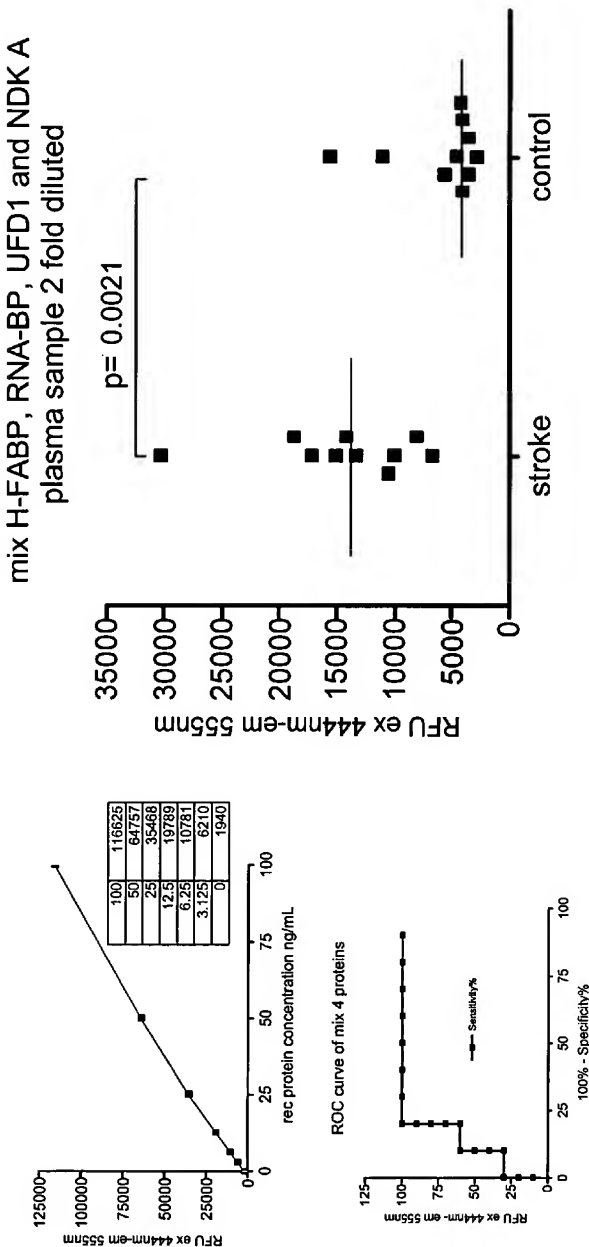 mix H-FABP, RNA-BP, UFD1 and NDK A
plasma sample 2 fold diluted
p= 0.0021
RFU ex 444nm-em 555nm
35000
30000
25000
20000
15000
10000
5000
0
stroke
control
RFU ex 444nm-em 555nm
125000
100000
75000
50000
25000
0
100 116625
50 64757
25 35468
12.5 19789
6.25 10781
3.125 6210
0 1940
0 25 50 75 100
rec protein concentration ng/mL
ROC curve of mix 4 proteins
RFU ex 444nm -em 555nm
125
100
75
50
25
0
Sensitivity%
0 25 50 75 100
100% - Specificity%